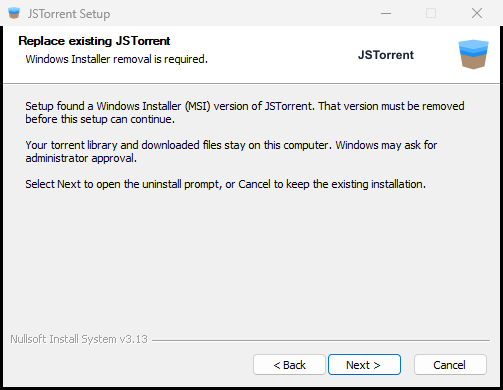 JSTorrent Setup
Replace existing JSTorrent
Windows Installer removal is required.
JSTorrent
Setup found a Windows Installer (MSI) version of JSTorrent. That version must be removed
before this setup can continue.
Your torrent library and downloaded files stay on this computer. Windows may ask for
administrator approval.
Select Next to open the uninstall prompt, or Cancel to keep the existing installation.
Nullsoft Install System v3.13
< Back
Next >
Cancel